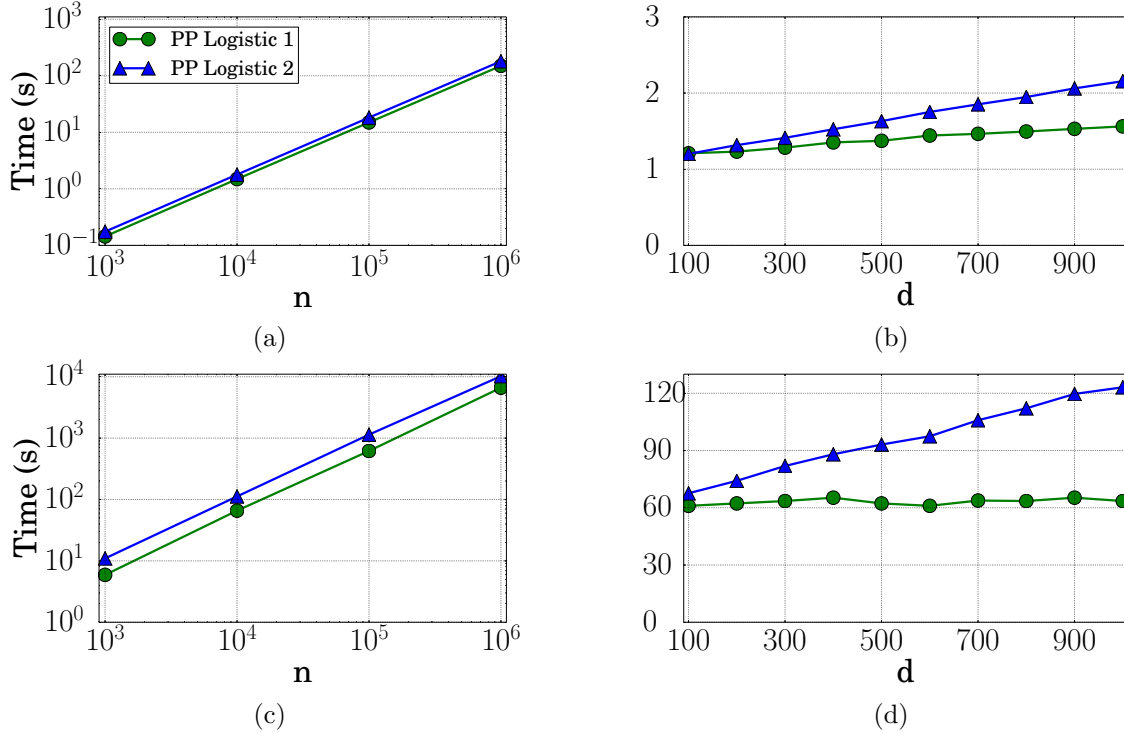 Time (s)
10^3
10^2
10^1
10^0
10^-1
PP Logistic 1
PP Logistic 2
10^3 10^4 10^5 10^6
n
(a)
3
2
1
0
100 300 500 700 900
d
(b)
Time (s)
10^4
10^3
10^2
10^1
10^0
10^3 10^4 10^5 10^6
n
(c)
120
90
60
30
0
100 300 500 700 900
d
(d)